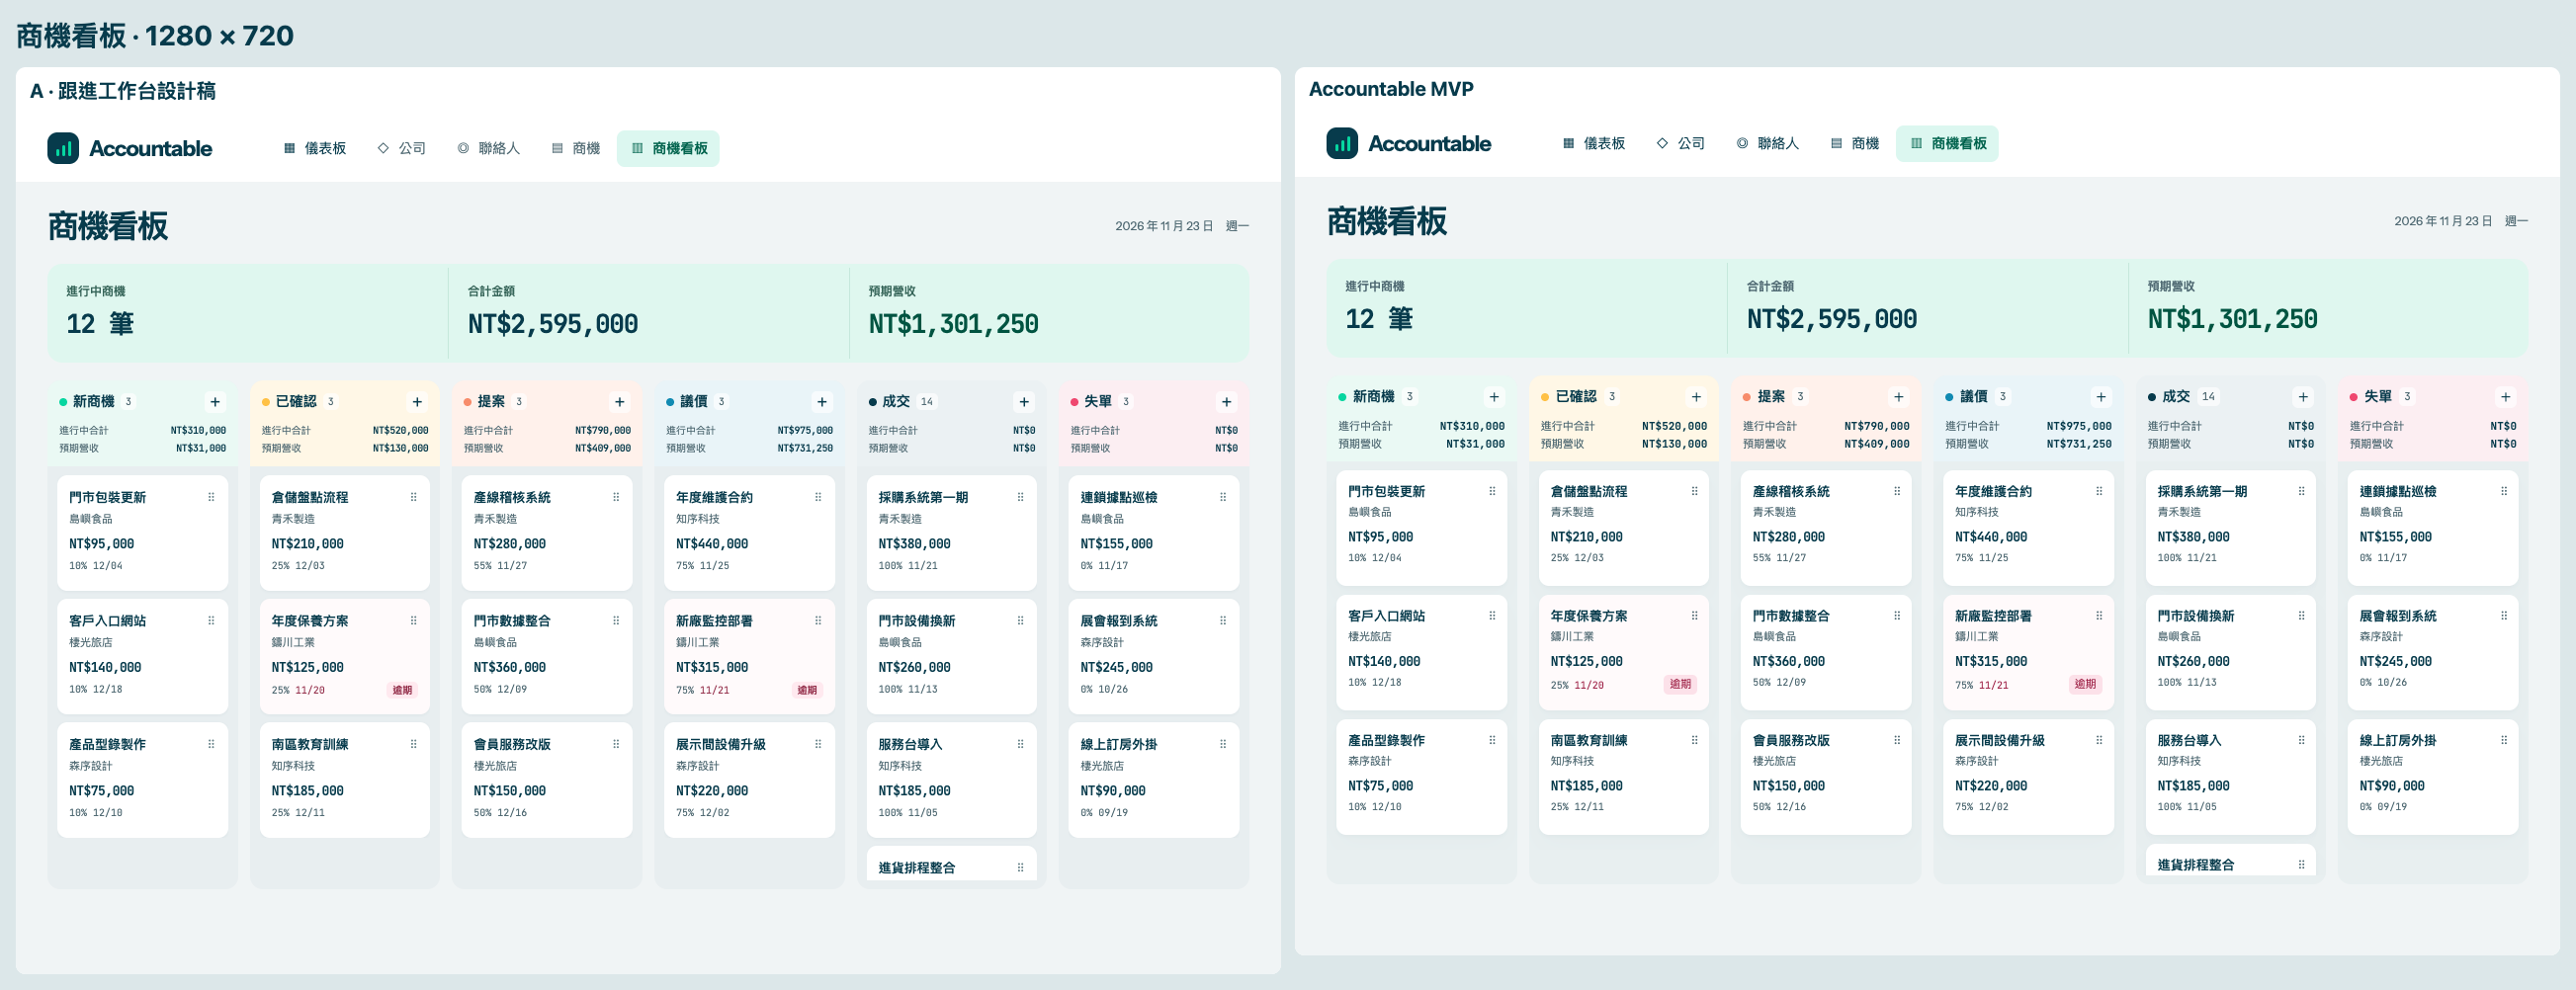 商機看板 · 1280 × 720
A · 跟進工作台設計稿
Accountable
儀表板
公司
聯絡人
商機
商機看板
商機看板
2026 年 11 月 23 日 週一
進行中商機
12 筆
合計金額
NT$2,595,000
預期營收
NT$1,301,250
新商機 3 +
進行中合計 NT$310,000
預期營收 NT$31,000
門市包裝更新
島嶼食品
NT$95,000
10% 12/04
客戶入口網站
棲光旅店
NT$140,000
10% 12/18
產品型錄製作
森序設計
NT$75,000
10% 12/10
已確認 3 +
進行中合計 NT$520,000
預期營收 NT$130,000
倉儲盤點流程
青禾製造
NT$210,000
25% 12/03
年度保養方案
鑄川工業
NT$125,000
25% 11/20 逾期
南區教育訓練
知序科技
NT$185,000
25% 12/11
提案 3 +
進行中合計 NT$790,000
預期營收 NT$409,000
產線稽核系統
青禾製造
NT$280,000
55% 11/27
門市數據整合
島嶼食品
NT$360,000
50% 12/09
會員服務改版
棲光旅店
NT$150,000
50% 12/16
議價 3 +
進行中合計 NT$975,000
預期營收 NT$731,250
年度維護合約
知序科技
NT$440,000
75% 11/25
新廠監控部署
鑄川工業
NT$315,000
75% 11/21 逾期
展示間設備升級
森序設計
NT$220,000
75% 12/02
成交 14 +
進行中合計 NT$0
預期營收 NT$0
採購系統第一期
青禾製造
NT$380,000
100% 11/21
門市設備換新
島嶼食品
NT$260,000
100% 11/13
服務台導入
知序科技
NT$185,000
100% 11/05
進貨排程整合
失單 3 +
進行中合計 NT$0
預期營收 NT$0
連鎖據點巡檢
島嶼食品
NT$155,000
0% 11/17
展會報到系統
森序設計
NT$245,000
0% 10/26
線上訂房外掛
棲光旅店
NT$90,000
0% 09/19
Accountable MVP
Accountable
儀表板
公司
聯絡人
商機
商機看板
商機看板
2026 年 11 月 23 日 週一
進行中商機
12 筆
合計金額
NT$2,595,000
預期營收
NT$1,301,250
新商機 3 +
進行中合計 NT$310,000
預期營收 NT$31,000
門市包裝更新
島嶼食品
NT$95,000
10% 12/04
客戶入口網站
棲光旅店
NT$140,000
10% 12/18
產品型錄製作
森序設計
NT$75,000
10% 12/10
已確認 3 +
進行中合計 NT$520,000
預期營收 NT$130,000
倉儲盤點流程
青禾製造
NT$210,000
25% 12/03
年度保養方案
鑄川工業
NT$125,000
25% 11/20 逾期
南區教育訓練
知序科技
NT$185,000
25% 12/11
提案 3 +
進行中合計 NT$790,000
預期營收 NT$409,000
產線稽核系統
青禾製造
NT$280,000
55% 11/27
門市數據整合
島嶼食品
NT$360,000
50% 12/09
會員服務改版
棲光旅店
NT$150,000
50% 12/16
議價 3 +
進行中合計 NT$975,000
預期營收 NT$731,250
年度維護合約
知序科技
NT$440,000
75% 11/25
新廠監控部署
鑄川工業
NT$315,000
75% 11/21 逾期
展示間設備升級
森序設計
NT$220,000
75% 12/02
成交 14 +
進行中合計 NT$0
預期營收 NT$0
採購系統第一期
青禾製造
NT$380,000
100% 11/21
門市設備換新
島嶼食品
NT$260,000
100% 11/13
服務台導入
知序科技
NT$185,000
100% 11/05
進貨排程整合
失單 3 +
進行中合計 NT$0
預期營收 NT$0
連鎖據點巡檢
島嶼食品
NT$155,000
0% 11/17
展會報到系統
森序設計
NT$245,000
0% 10/26
線上訂房外掛
棲光旅店
NT$90,000
0% 09/19